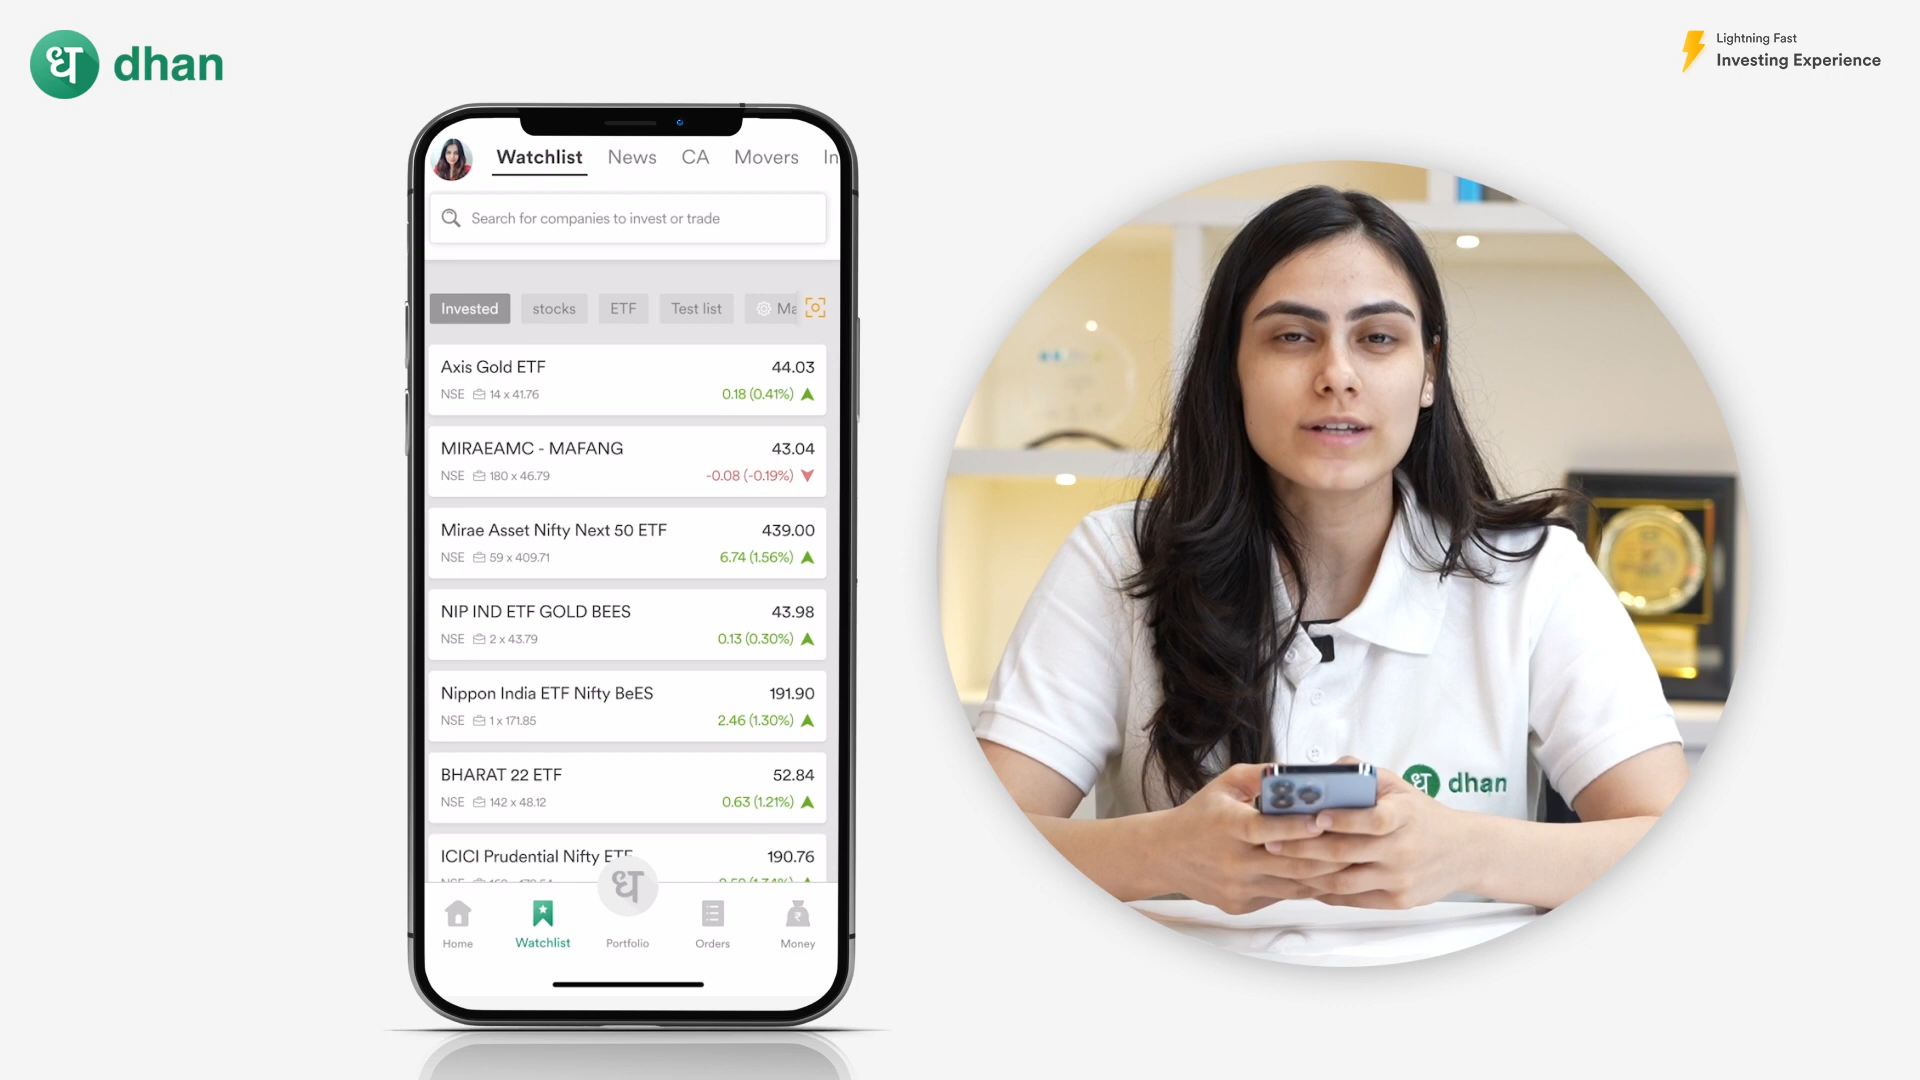 ध dhan
Lightning Fast
Investing Experience
Watchlist News CA Movers In
Search for companies to invest or trade
Invested stocks ETF Test list Ma
Axis Gold ETF 44.03
NSE 14 x 41.76 0.18 (0.41%)
MIRAEAMC - MAFANG 43.04
NSE 180 x 46.79 -0.08 (-0.19%)
Mirae Asset Nifty Next 50 ETF 439.00
NSE 59 x 409.71 6.74 (1.56%)
NIP IND ETF GOLD BEES 43.98
NSE 2 x 43.79 0.13 (0.30%)
Nippon India ETF Nifty BeES 191.90
NSE 1 x 171.85 2.46 (1.30%)
BHARAT 22 ETF 52.84
NSE 142 x 48.12 0.63 (1.21%)
ICICI Prudential Nifty ETF 190.76
ध
Home Watchlist Portfolio Orders Money
ध dhan